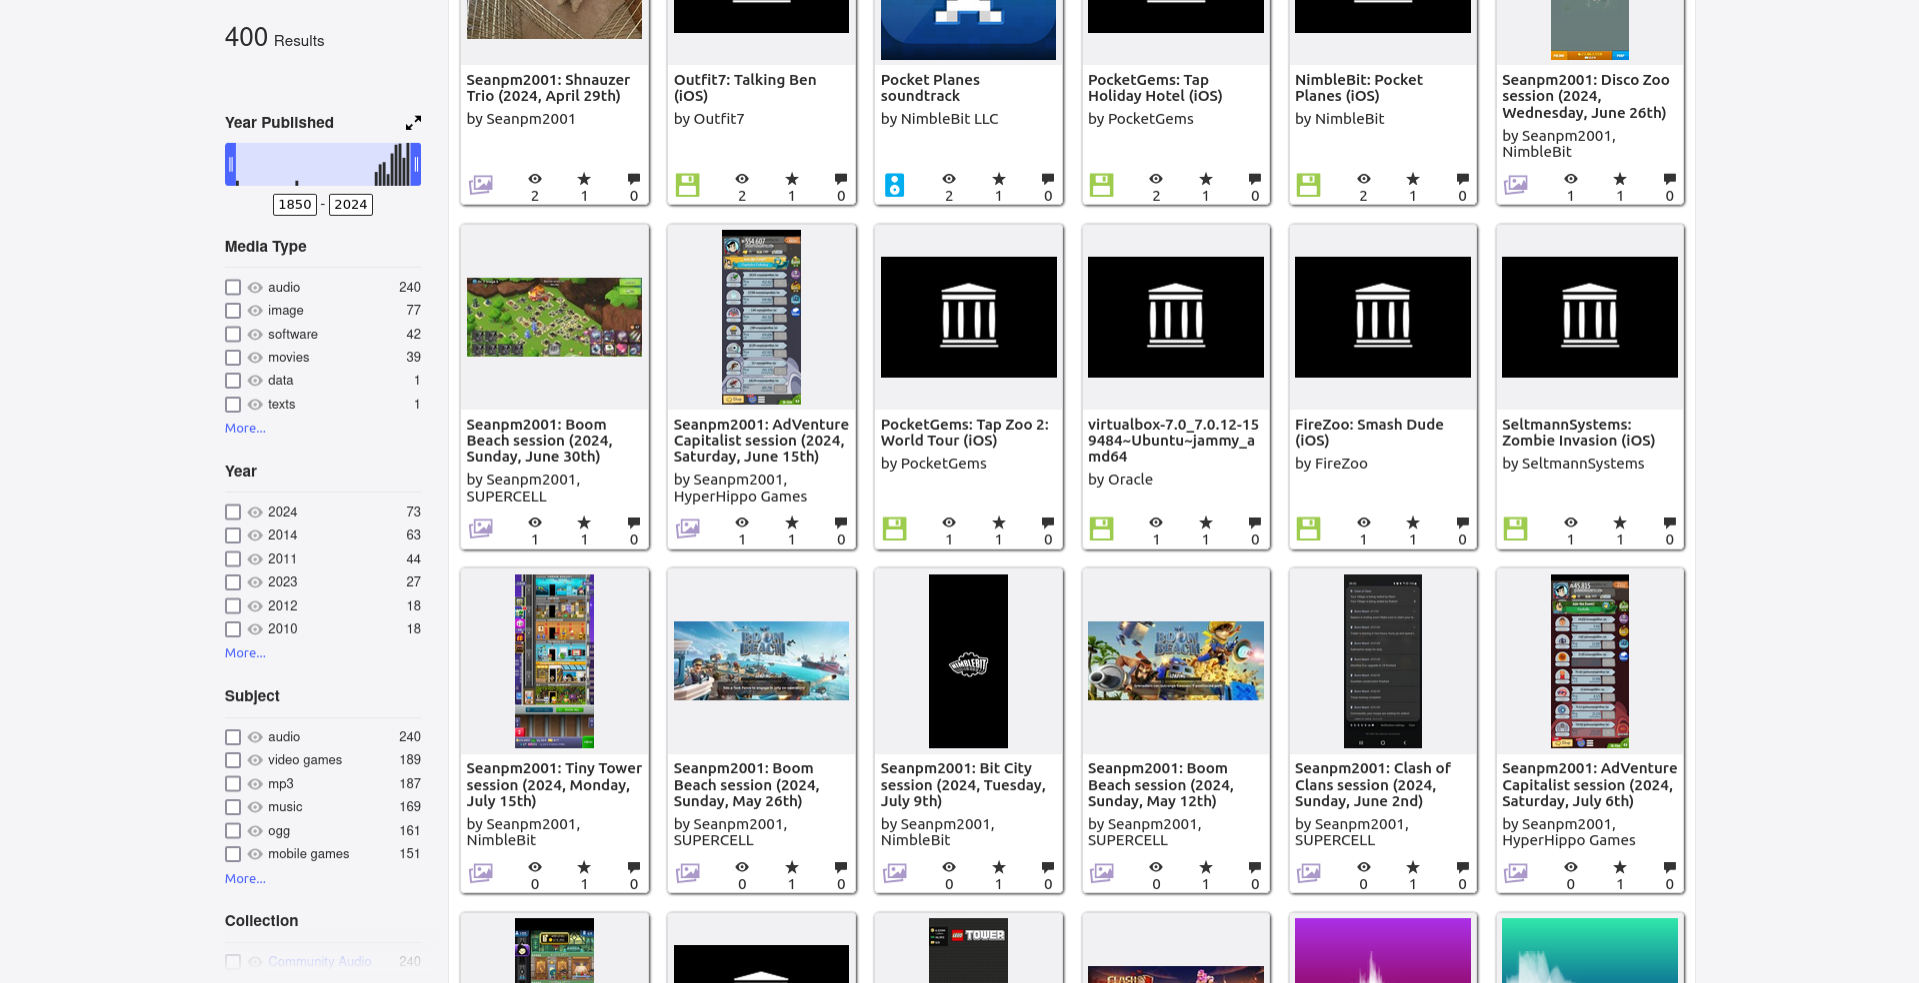 400 Results
Year Published
1850 - 2024
Media Type
audio 240
image 77
software 42
movies 39
data 1
texts 1
More...
Year
2024 73
2014 63
2011 44
2023 27
2012 18
2010 18
More...
Subject
audio 240
video games 189
mp3 187
music 169
ogg 161
mobile games 151
More...
Collection
Community Audio 240
Seanpm2001: Shnauzer
Trio (2024, April 29th)
by Seanpm2001
2 1 0
Outfit7: Talking Ben
(iOS)
by Outfit7
2 1 0
Pocket Planes
soundtrack
by NimbleBit LLC
2 1 0
PocketGems: Tap
Holiday Hotel (iOS)
by PocketGems
2 1 0
NimbleBit: Pocket
Planes (iOS)
by NimbleBit
2 1 0
Seanpm2001: Disco Zoo
session (2024,
Wednesday, June 26th)
by Seanpm2001,
NimbleBit
1 1 0
Seanpm2001: Boom
Beach session (2024,
Sunday, June 30th)
by Seanpm2001,
SUPERCELL
1 1 0
Seanpm2001: AdVenture
Capitalist session (2024,
Saturday, June 15th)
by Seanpm2001,
HyperHippo Games
1 1 0
PocketGems: Tap Zoo 2:
World Tour (iOS)
by PocketGems
1 1 0
virtualbox-7.0_7.0.12-15
9484~Ubuntu~jammy_a
md64
by Oracle
1 1 0
FireZoo: Smash Dude
(iOS)
by FireZoo
1 1 0
SeltmannSystems:
Zombie Invasion (iOS)
by SeltmannSystems
1 1 0
Seanpm2001: Tiny Tower
session (2024, Monday,
July 15th)
by Seanpm2001,
NimbleBit
0 1 0
BOOM
BEACH
Seanpm2001: Boom
Beach session (2024,
Sunday, May 26th)
by Seanpm2001,
SUPERCELL
0 1 0
NIMBLEBIT
Seanpm2001: Bit City
session (2024, Tuesday,
July 9th)
by Seanpm2001,
NimbleBit
0 1 0
BOOM
BEACH
Seanpm2001: Boom
Beach session (2024,
Sunday, May 12th)
by Seanpm2001,
SUPERCELL
0 1 0
Seanpm2001: Clash of
Clans session (2024,
Sunday, June 2nd)
by Seanpm2001,
SUPERCELL
0 1 0
Seanpm2001: AdVenture
Capitalist session (2024,
Saturday, July 6th)
by Seanpm2001,
HyperHippo Games
0 1 0
LEGO TOWER
CLASH